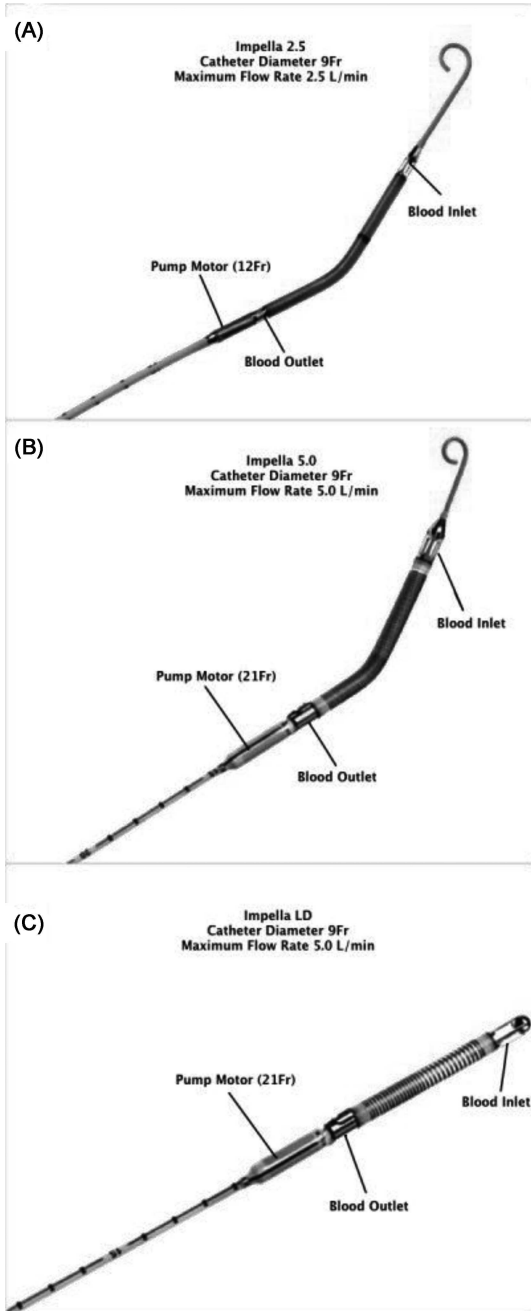 (A)
Impella 2.5
Catheter Diameter 9Fr
Maximum Flow Rate 2.5 L/min
Blood Inlet
Pump Motor (12Fr)
Blood Outlet
(B)
Impella 5.0
Catheter Diameter 9Fr
Maximum Flow Rate 5.0 L/min
Blood Inlet
Pump Motor (21Fr)
Blood Outlet
(C)
Impella LD
Catheter Diameter 9Fr
Maximum Flow Rate 5.0 L/min
Pump Motor (21Fr)
Blood Inlet
Blood Outlet